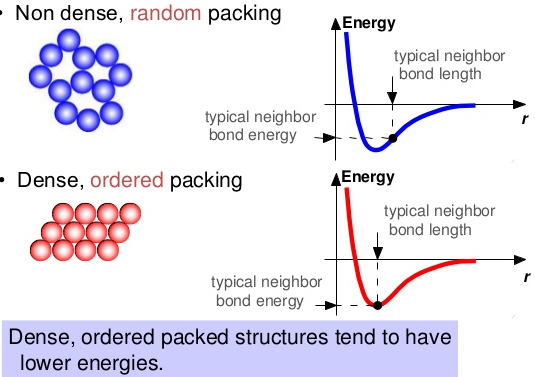 • Non dense, random packing
Energy
typical neighbor
bond length
typical neighbor
bond energy
r
• Dense, ordered packing
Energy
typical neighbor
bond length
typical neighbor
bond energy
r
Dense, ordered packed structures tend to have
lower energies.